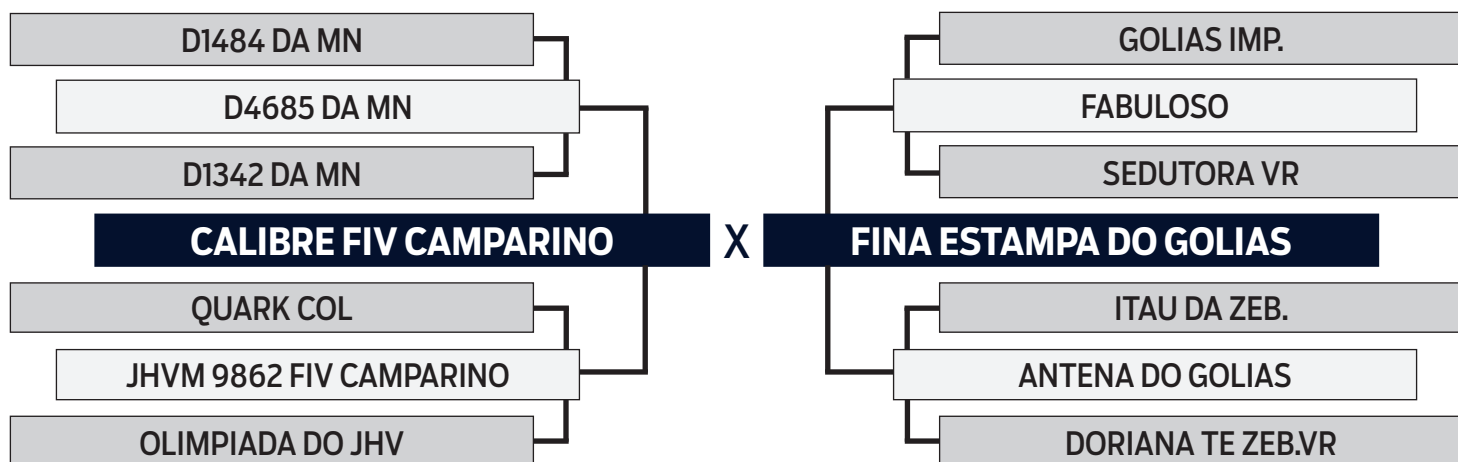 D1484 DA MN
D4685 DA MN
D1342 DA MN
CALIBRE FIV CAMPARINO
QUARK COL
JHVM 9862 FIV CAMPARINO
OLIMPIADA DO JHV
X
GOLIAS IMP.
FABULOSO
SEDUTORA VR
FINA ESTAMPA DO GOLIAS
ITAU DA ZEB.
ANTENA DO GOLIAS
DORIANA TE ZEB.VR